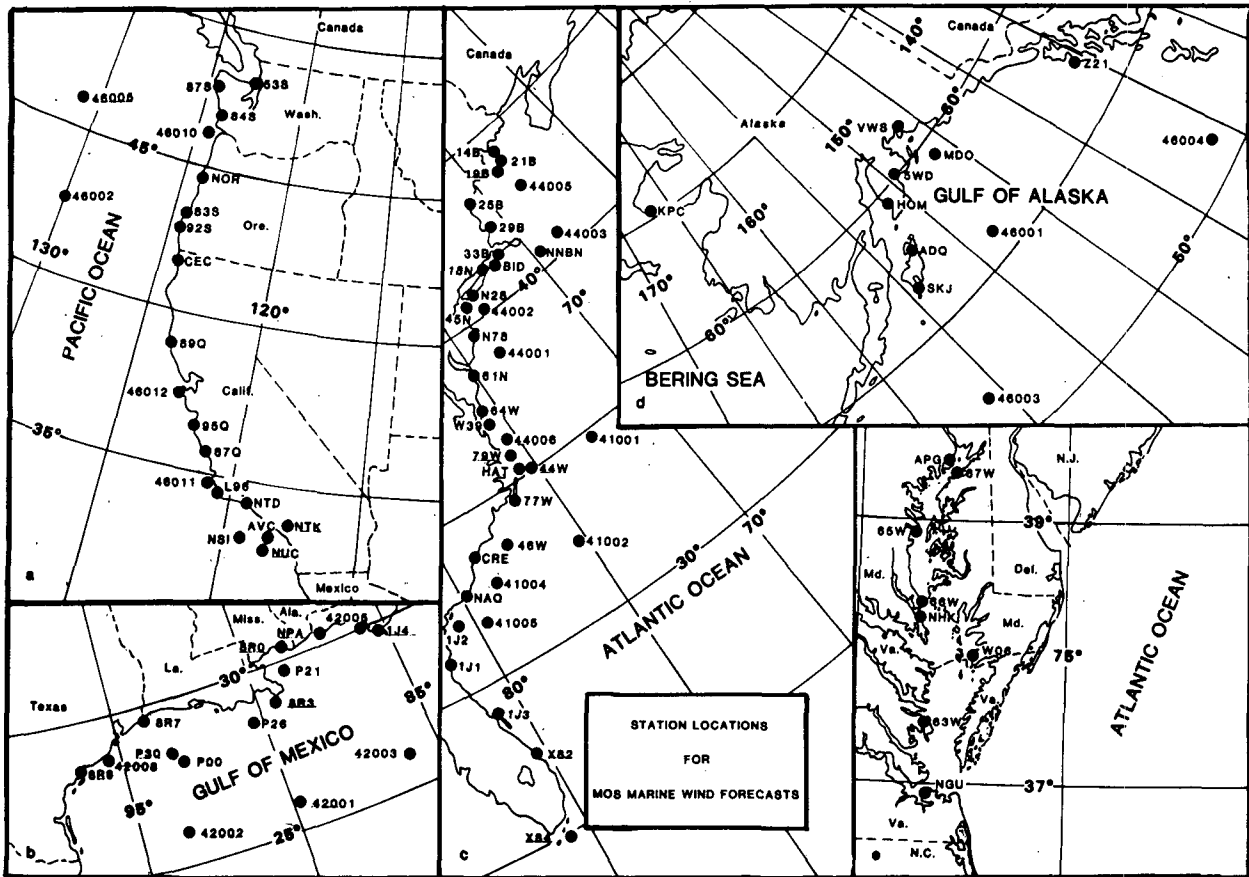 Canada
46005
87S
53S
84S
Wash.
46010
45°
NOR
46002
83S
92S
Ore.
130°
CEC
PACIFIC OCEAN
120°
89Q
46012
Calif.
95Q
35°
87Q
46011
L96
NTD
AVC
NTK
NSI
NUC
a
Mexico
Ala.
Miss.
42005
NPA
1J4
8R0
La.
30°
P21
85°
Texas
8R3
8R7
P26
P30
P00
42003
42008
8R9
GULF OF MEXICO
95°
42001
42002
25°
b
Canada
14B
21B
19B
44005
25B
29B
44003
33B
NNBN
18N
BID
40°
N28
70°
45N
44002
N78
44001
61N
64W
W39
44006
41001
79W
HAT
44W
77W
70°
46W
41002
CRE
30°
41004
NAQ
ATLANTIC OCEAN
41005
1J2
1J1
80°
1J3
X82
c
STATION LOCATIONS
FOR
MOS MARINE WIND FORECASTS
140°
Canada
Z21
Alaska
150°
60°
46004
VWS
MDO
5WD
KPC
HOM
GULF OF ALASKA
160°
46001
ADQ
50°
170°
SKJ
60°
BERING SEA
d
46003
APG
67W
N.J.
39°
65W
Md.
Del.
66W
NHK
Md.
Va.
W06
75°
Va.
63W
ATLANTIC OCEAN
NGU
37°
Va.
N.C.